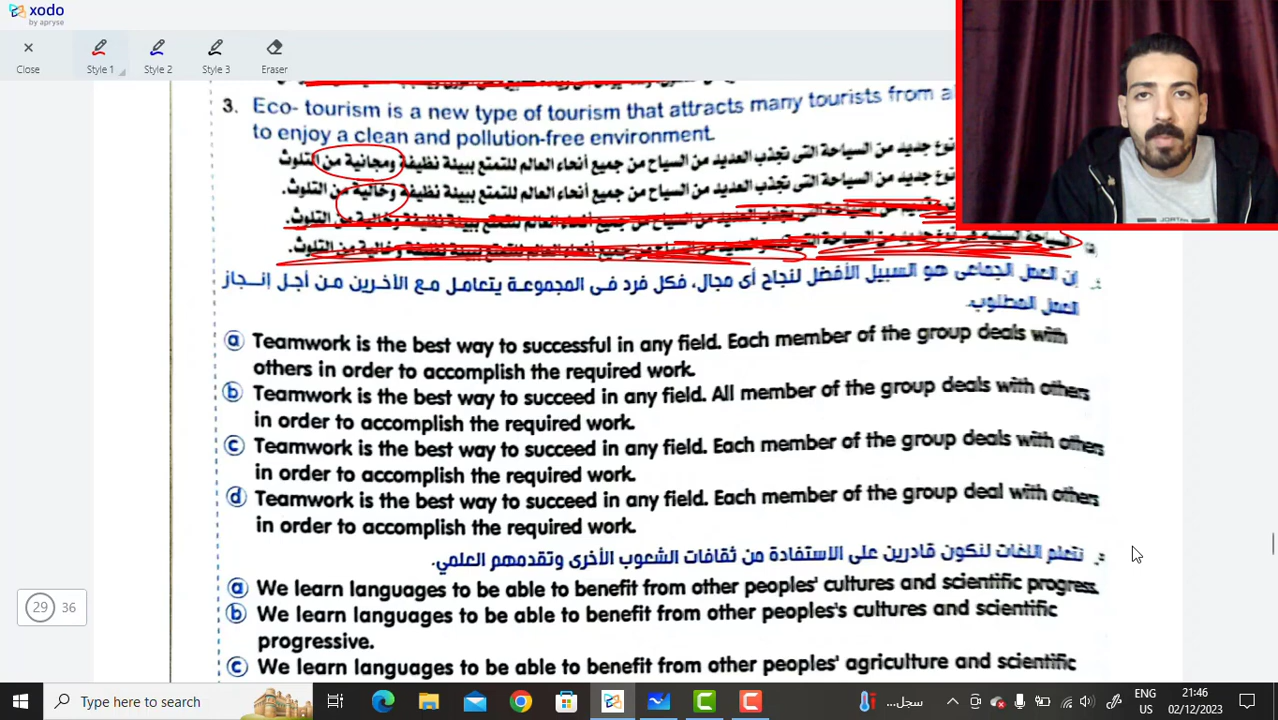 xodo
by apryse
Close
Style 1
Style 2
Style 3
Eraser
3. Eco- tourism is a new type of tourism that attracts many tourists from
to enjoy a clean and pollution-free environment.
نوع جديد من السياحة التى تجذب العديد من السياح من جميع أنحاء العالم للتمتع ببيئة نظيفة ومجانية من التلوث
نوع جديد من السياحة التى تجذب العديد من السياح من جميع أنحاء العالم للتمتع ببيئة نظيفة وخالية من التلوث.
إن العمل الجماعى هو السبيل الأفضل لنجاح أى مجال، فكل فرد فى المجموعة يتعامل مع الآخرين من أجل إنجاز
العمل المطلوب.
a Teamwork is the best way to successful in any field. Each member of the group deals with
others in order to accomplish the required work.
b Teamwork is the best way to succeed in any field. All member of the group deals with others
in order to accomplish the required work.
c Teamwork is the best way to succeed in any field. Each member of the group deals with others
in order to accomplish the required work.
d Teamwork is the best way to succeed in any field. Each member of the group deal with others
in order to accomplish the required work.
نتعلم اللغات لنكون قادرين على الاستفادة من ثقافات الشعوب الأخرى وتقدمهم العلمي.
a We learn languages to be able to benefit from other peoples' cultures and scientific progress.
b We learn languages to be able to benefit from other peoples's cultures and scientific
progressive.
c We learn languages to be able to benefit from other peoples' agriculture and scientific
29 36
Type here to search
سجل...
ENG
US
21:46
02/12/2023